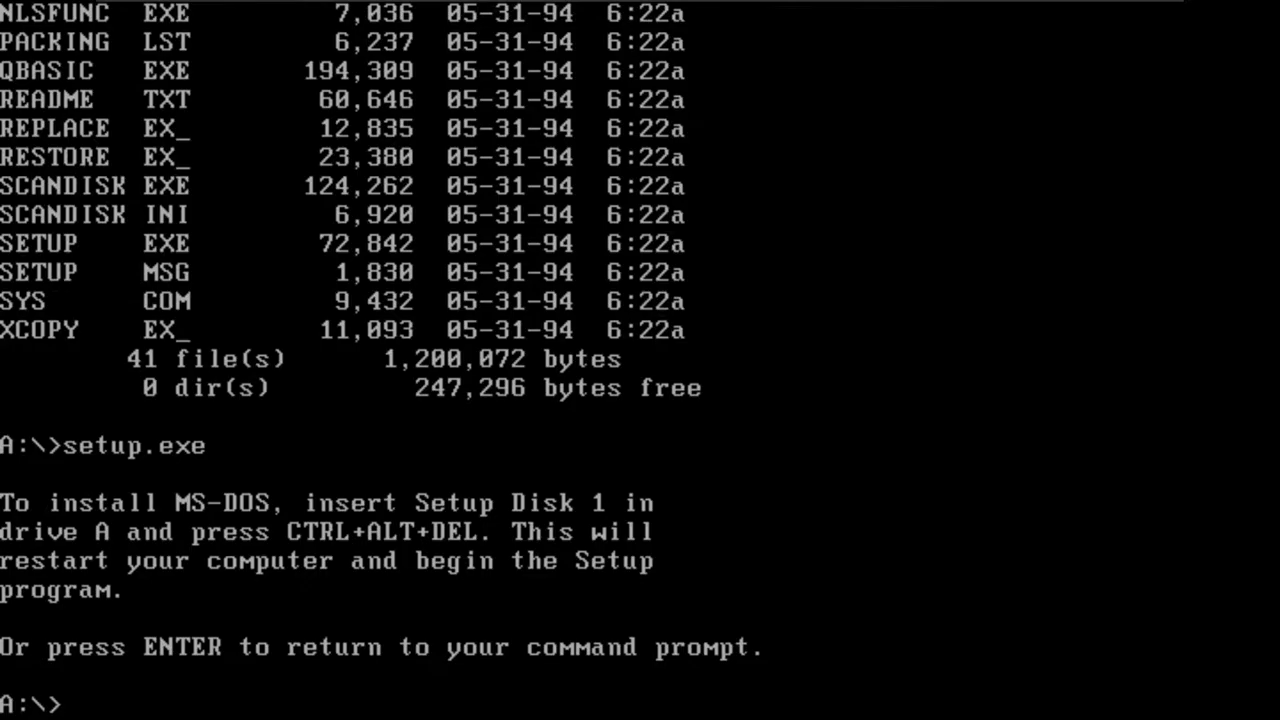 NLSFUNC  EXE         7,036  05-31-94  6:22a
PACKING  LST         6,237  05-31-94  6:22a
QBASIC   EXE       194,309  05-31-94  6:22a
README   TXT        60,646  05-31-94  6:22a
REPLACE  EX_        12,835  05-31-94  6:22a
RESTORE  EX_        23,380  05-31-94  6:22a
SCANDISK EXE       124,262  05-31-94  6:22a
SCANDISK INI         6,920  05-31-94  6:22a
SETUP    EXE        72,842  05-31-94  6:22a
SETUP    MSG         1,830  05-31-94  6:22a
SYS      COM         9,432  05-31-94  6:22a
XCOPY    EX_        11,093  05-31-94  6:22a
        41 file(s)      1,200,072 bytes
         0 dir(s)         247,296 bytes free
A:\>setup.exe
To install MS-DOS, insert Setup Disk 1 in
drive A and press CTRL+ALT+DEL. This will
restart your computer and begin the Setup
program.
Or press ENTER to return to your command prompt.
A:\>